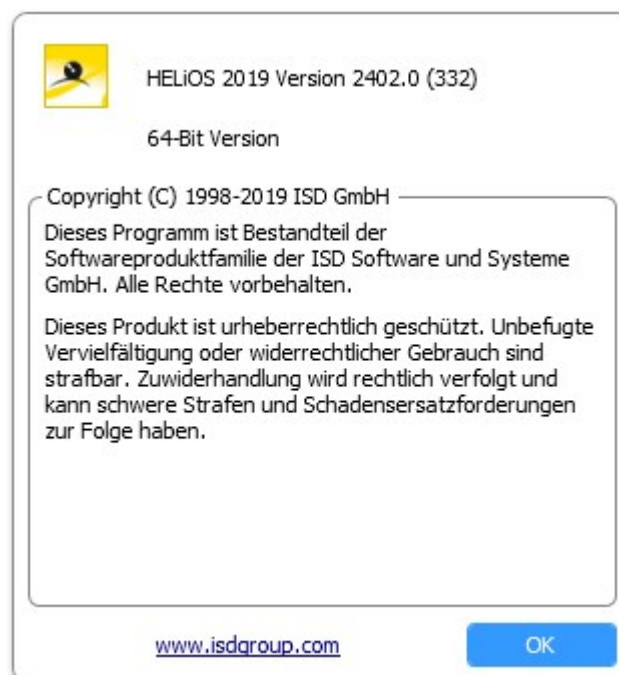 HELiOS 2019 Version 2402.0 (332)
64-Bit Version
Copyright (C) 1998-2019 ISD GmbH
Dieses Programm ist Bestandteil der
Softwareproduktfamilie der ISD Software und Systeme
GmbH. Alle Rechte vorbehalten.
Dieses Produkt ist urheberrechtlich geschützt. Unbefugte
Vervielfältigung oder widerrechtlicher Gebrauch sind
strafbar. Zuwiderhandlung wird rechtlich verfolgt und
kann schwere Strafen und Schadensersatzforderungen
zur Folge haben.
www.isdgroup.com
OK